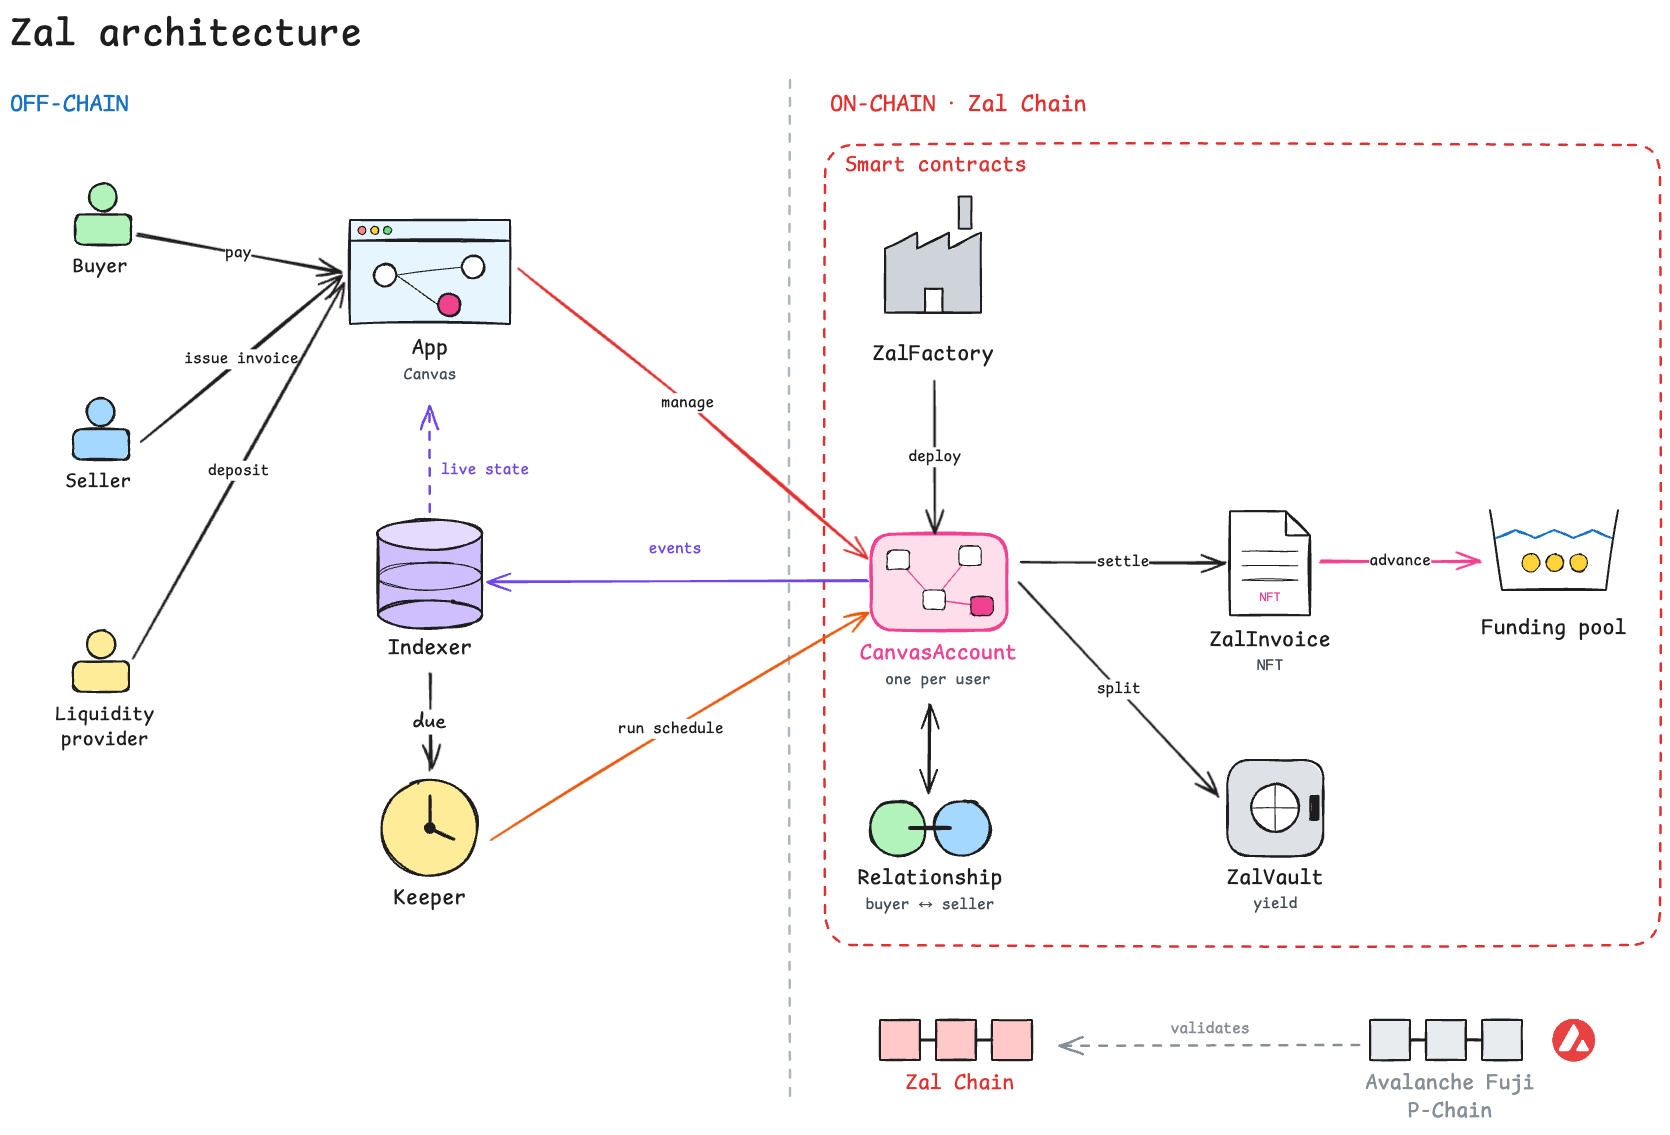 Zal architecture
OFF-CHAIN
ON-CHAIN · Zal Chain
Smart contracts
Buyer
pay
App
Canvas
issue invoice
Seller
deposit
Liquidity
provider
live state
Indexer
due
Keeper
manage
events
run schedule
ZalFactory
deploy
CanvasAccount
one per user
settle
NFT
ZalInvoice
NFT
advance
Funding pool
split
Relationship
buyer ↔ seller
ZalVault
yield
Zal Chain
validates
Avalanche Fuji
P-Chain